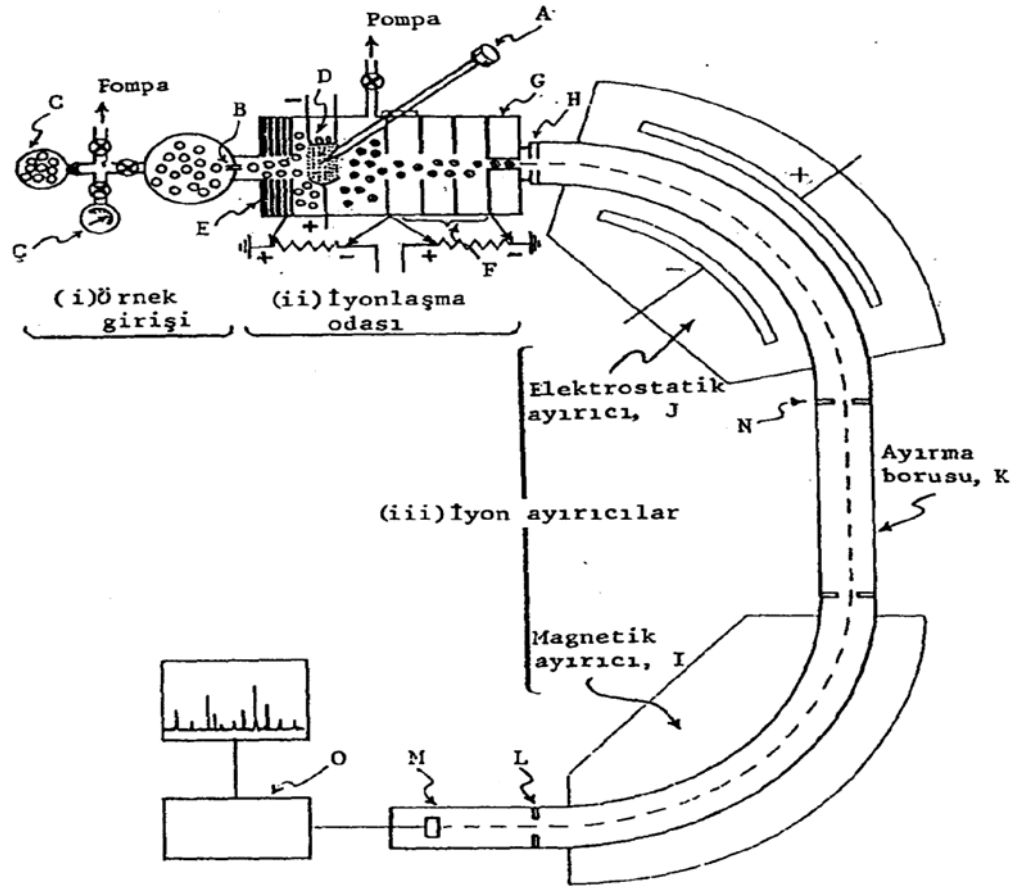 Pompa
A
Pompa
D
G
H
C
B
-
E
+
Ç
+
-
+
-
F
(i)Örnek
girişi
(ii)İyonlaşma
odası
+
-
Elektrostatik
ayırıcı, J
N
Ayırma
borusu, K
(iii)İyon ayırıcılar
Magnetik
ayırıcı, I
O
M
L